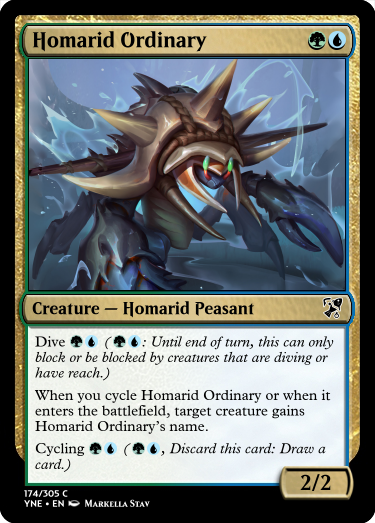 Homarid Ordinary
Creature — Homarid Peasant
Dive (: Until end of turn, this can only
block or be blocked by creatures that are diving or
have reach.)
When you cycle Homarid Ordinary or when it
enters the battlefield, target creature gains
Homarid Ordinary's name.
Cycling (, Discard this card: Draw a
card.)
2/2
174/305 C
YNE • EN Markella Stav